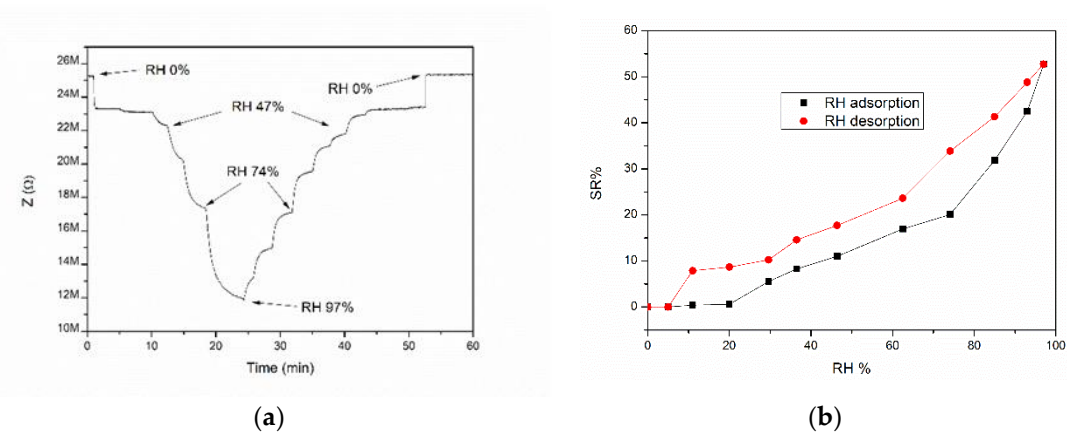 26M
24M
22M
20M
18M
16M
14M
12M
10M
Z (Ω)
RH 0%
RH 0%
RH 47%
RH 74%
RH 97%
0
10
20
30
40
50
60
Time (min)
(a)
60
50
40
30
20
10
0
SR%
RH adsorption
RH desorption
0
20
40
60
80
100
RH %
(b)